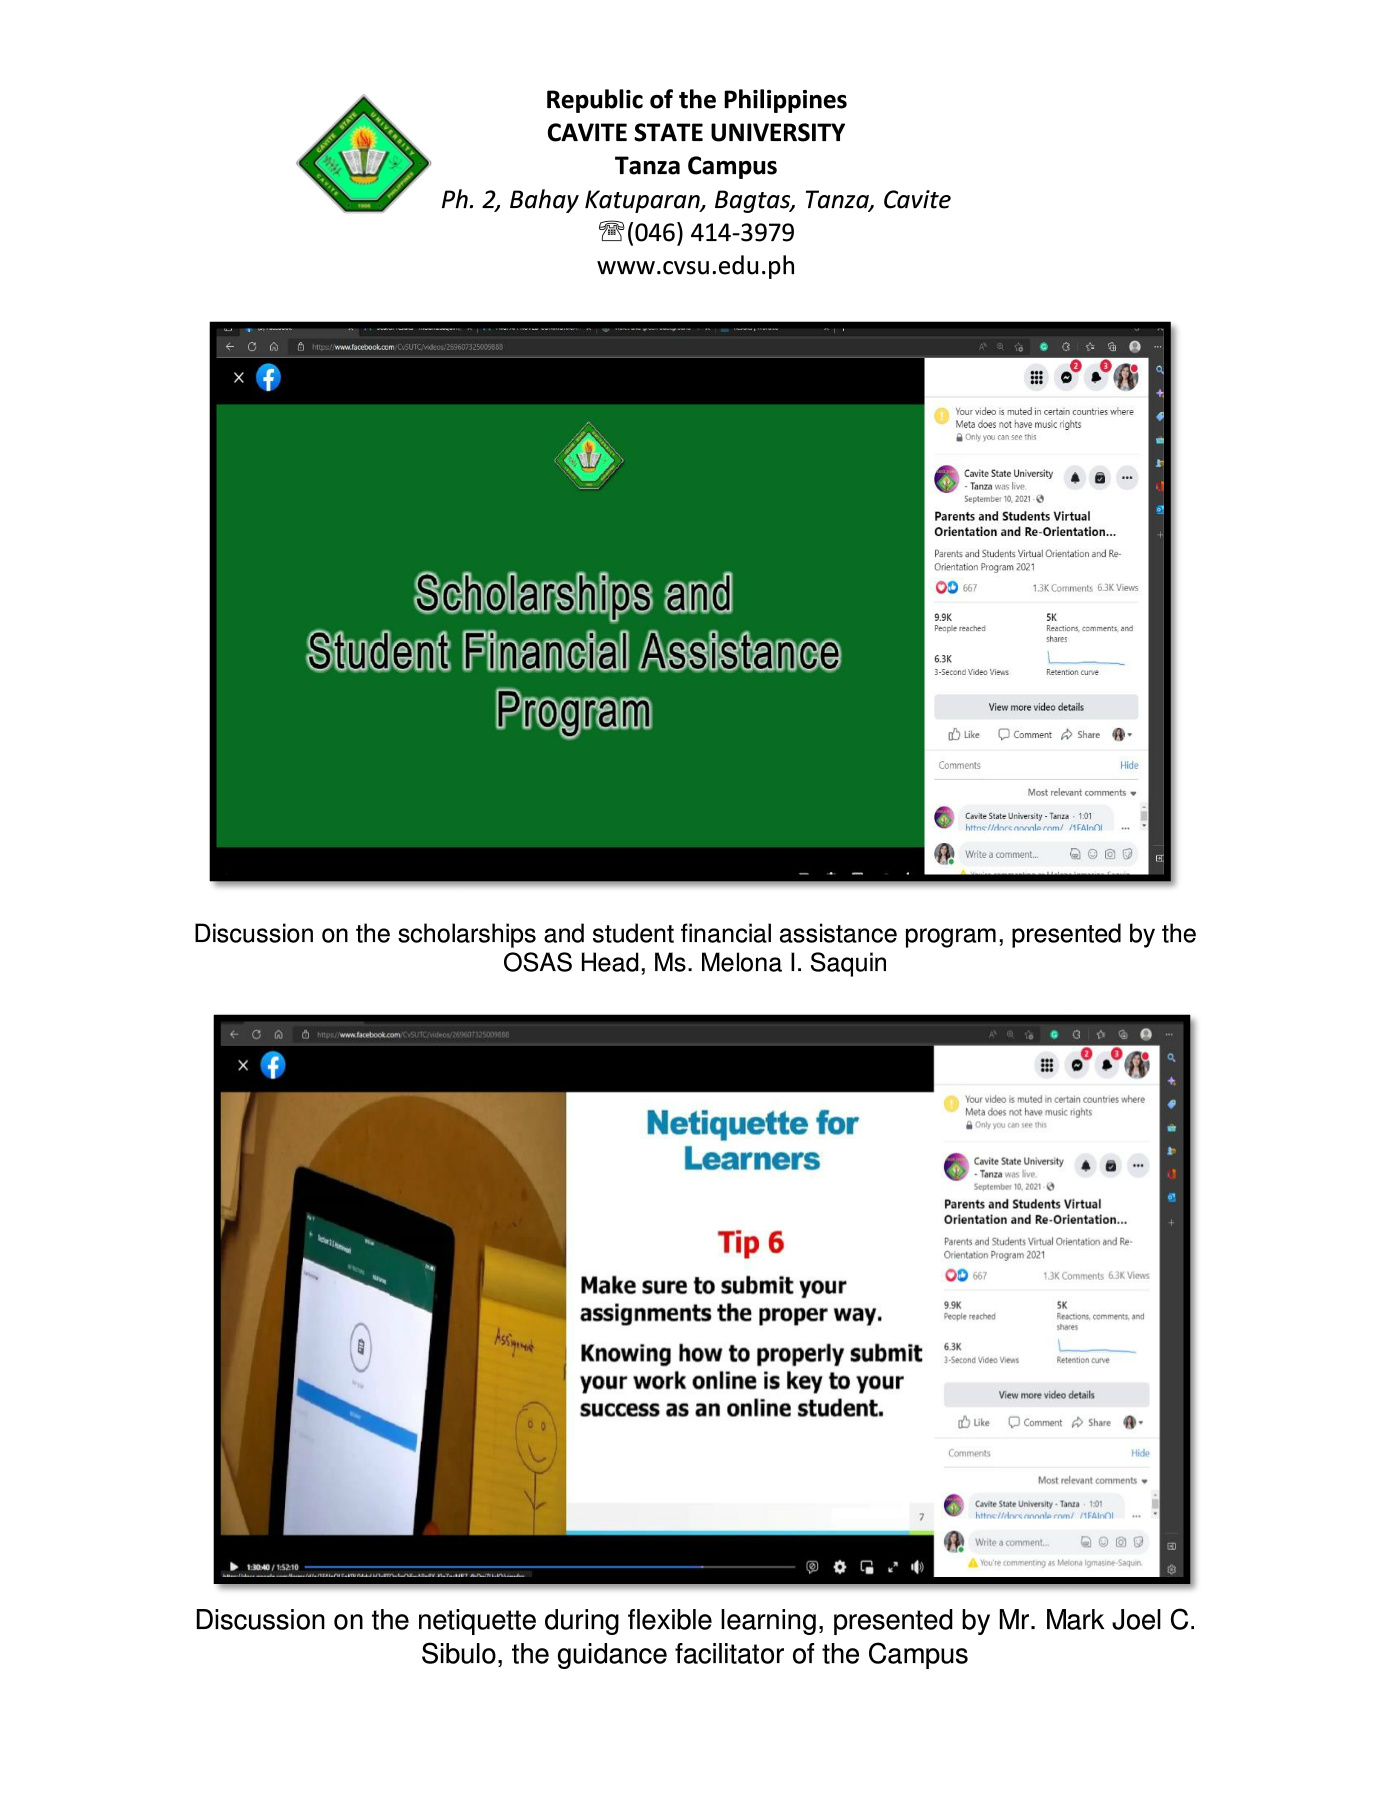 Republic of the Philippines
CAVITE STATE UNIVERSITY
Tanza Campus
Ph. 2, Bahay Katuparan, Bagtas, Tanza, Cavite
☏(046) 414-3979
www.cvsu.edu.ph
https://www.facebook.com/CvSUTC/videos/269607325009888
2
3
Your video is muted in certain countries where
Meta does not have music rights
Only you can see this
Cavite State University
- Tanza was live.
September 10, 2021 ·
Parents and Students Virtual
Orientation and Re-Orientation...
Parents and Students Virtual Orientation and Re-
Orientation Program 2021
667 1.3K Comments 6.3K Views
9.9K 5K
People reached Reactions, comments, and
shares
6.3K
3-Second Video Views Retention curve
View more video details
Like Comment Share
Comments Hide
Most relevant comments
Cavite State University - Tanza · 1:01
Write a comment...
Scholarships and
Student Financial Assistance
Program
Discussion on the scholarships and student financial assistance program, presented by the
OSAS Head, Ms. Melona I. Saquin
https://www.facebook.com/CvSUTC/videos/269607325009888
2
3
Netiquette for
Learners
Tip 6
Make sure to submit your
assignments the proper way.
Knowing how to properly submit
your work online is key to your
success as an online student.
7
Assignment
1:30:40 / 1:52:10
Your video is muted in certain countries where
Meta does not have music rights
Only you can see this
Cavite State University
- Tanza was live.
September 10, 2021 ·
Parents and Students Virtual
Orientation and Re-Orientation...
Parents and Students Virtual Orientation and Re-
Orientation Program 2021
667 1.3K Comments 6.3K Views
9.9K 5K
People reached Reactions, comments, and
shares
6.3K
3-Second Video Views Retention curve
View more video details
Like Comment Share
Comments Hide
Most relevant comments
Cavite State University - Tanza · 1:01
Write a comment...
You're commenting as Melona Igmasine-Saquin.
Discussion on the netiquette during flexible learning, presented by Mr. Mark Joel C.
Sibulo, the guidance facilitator of the Campus